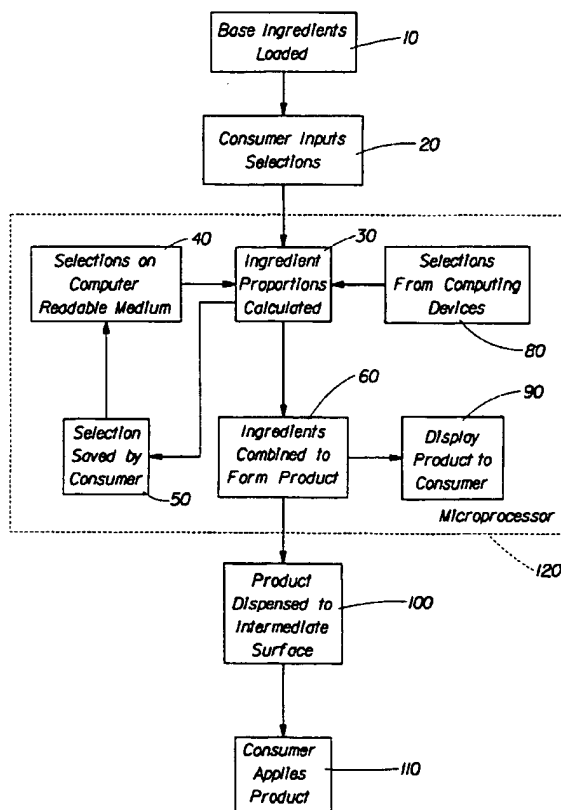 Base Ingredients
Loaded
10
Consumer Inputs
Selections
20
40
30
Selections on
Computer
Readable Medium
Ingredient
Proportions
Calculated
Selections
From Computing
Devices
80
60
90
Selection
Saved by
Consumer
50
Ingredients
Combined to
Form Product
Display
Product to
Consumer
Microprocessor
120
Product
Dispensed to
Intermediate
Surface
100
Consumer
Applies
Product
110